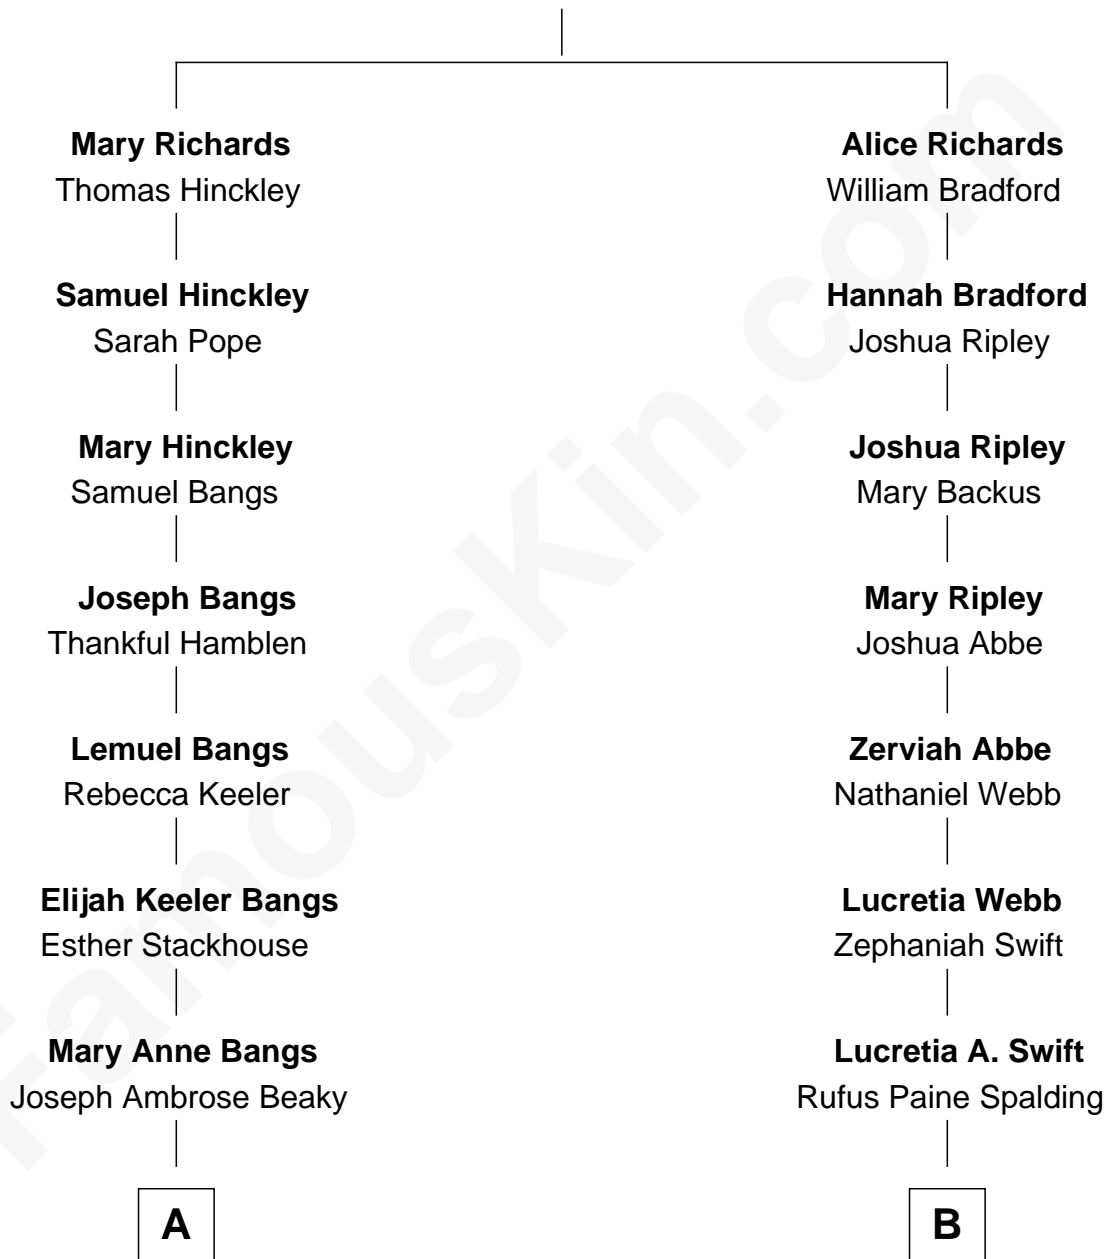 Mary Richards
Thomas Hinckley
Samuel Hinckley
Sarah Pope
Mary Hinckley
Samuel Bangs
Joseph Bangs
Thankful Hamblen
Lemuel Bangs
Rebecca Keeler
Elijah Keeler Bangs
Esther Stackhouse
Mary Anne Bangs
Joseph Ambrose Beaky
A
Alice Richards
William Bradford
Hannah Bradford
Joshua Ripley
Joshua Ripley
Mary Backus
Mary Ripley
Joshua Abbe
Zerviah Abbe
Nathaniel Webb
Lucretia Webb
Zephaniah Swift
Lucretia A. Swift
Rufus Paine Spalding
B
FamousKin.com